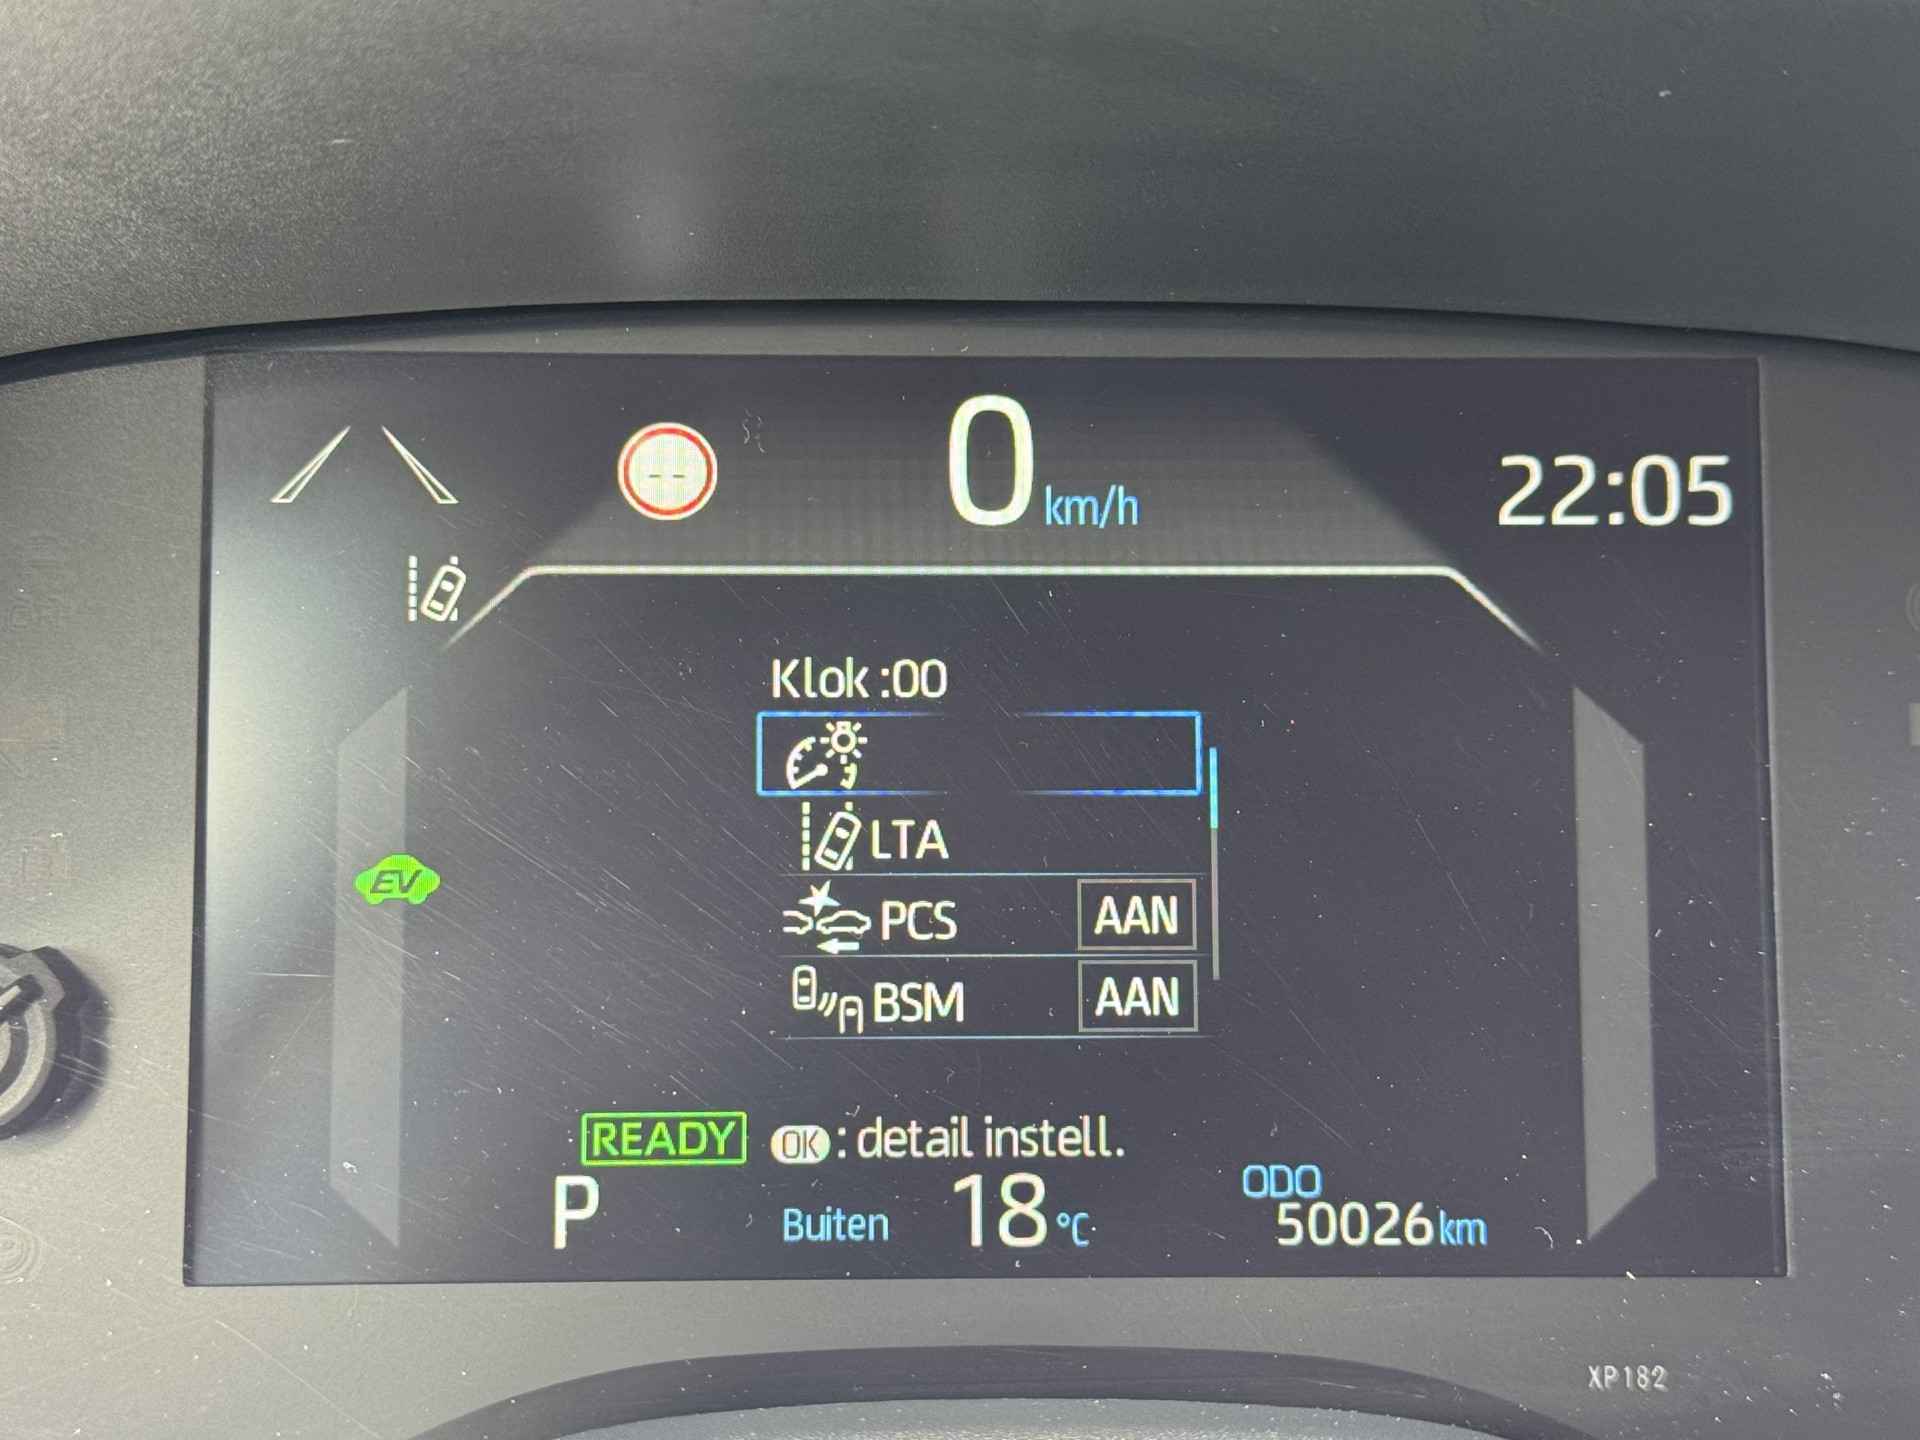 --
0 km/h
22:05
Klok :00
LTA
PCS AAN
EV
BSM AAN
READY OK : detail instell.
P Buiten 18 °C
ODO
50026 km
XP182